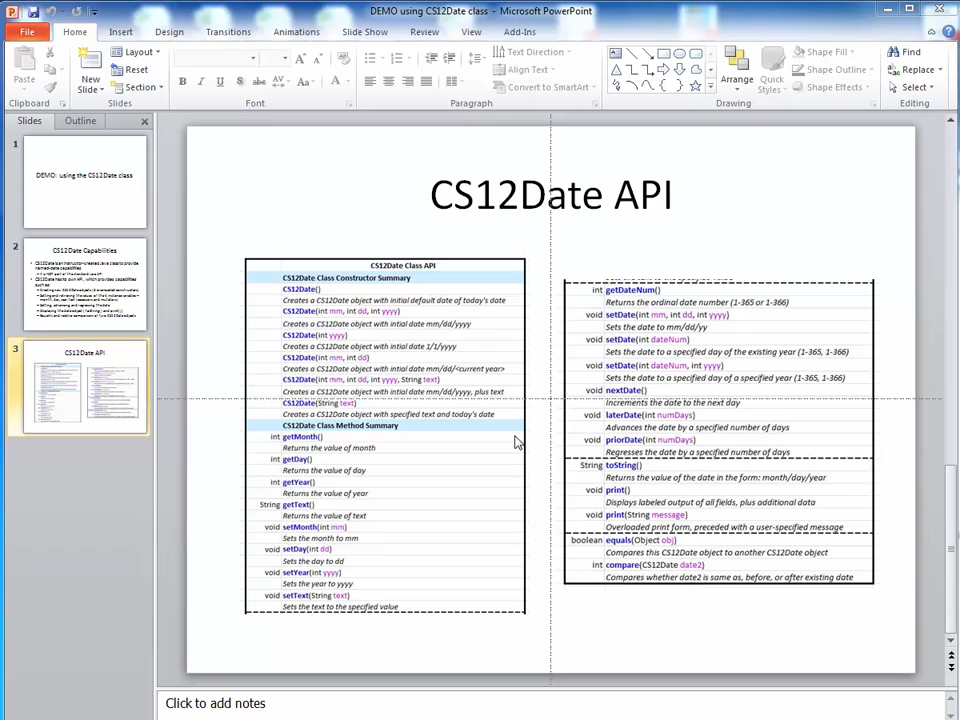 DEMO using CS12Date class - Microsoft PowerPoint
File Home Insert Design Transitions Animations Slide Show Review View Add-Ins
Paste
New
Slide
Layout
Reset
Section
Text Direction
Align Text
Convert to SmartArt
Arrange
Quick
Styles
Shape Fill
Shape Outline
Shape Effects
Find
Replace
Select
Clipboard Slides Font Paragraph Drawing Editing
Slides Outline
1
DEMO: using the CS12Date class
2
CS12Date Capabilities
3
CS12Date API
CS12Date API
CS12Date Class API
CS12Date Class Constructor Summary
CS12Date()
Creates a CS12Date object with initial default date of today's date
CS12Date(int mm, int dd, int yyyy)
Creates a CS12Date object with intial date mm/dd/yyyy
CS12Date(int yyyy)
Creates a CS12Date object with intial date 1/1/yyyy
CS12Date(int mm, int dd)
Creates a CS12Date object with intial date mm/dd/<current year>
CS12Date(int mm, int dd, int yyyy, String text)
Creates a CS12Date object with intial date mm/dd/yyyy, plus text
CS12Date(String text)
Creates a CS12Date object with specified text and today's date
CS12Date Class Method Summary
int getMonth()
Returns the value of month
int getDay()
Returns the value of day
int getYear()
Returns the value of year
String getText()
Returns the value of text
void setMonth(int mm)
Sets the month to mm
void setDay(int dd)
Sets the day to dd
void setYear(int yyyy)
Sets the year to yyyy
void setText(String text)
Sets the text to the specified value
int getDateNum()
Returns the ordinal date number (1-365 or 1-366)
void setDate(int mm, int dd, int yyyy)
Sets the date to mm/dd/yy
void setDate(int dateNum)
Sets the date to a specified day of the existing year (1-365, 1-366)
void setDate(int dateNum, int yyyy)
Sets the date to a specified day of a specified year (1-365, 1-366)
void nextDate()
Increments the date to the next day
void laterDate(int numDays)
Advances the date by a specified number of days
void priorDate(int numDays)
Regresses the date by a specified number of days
String toString()
Returns the value of the date in the form: month/day/year
void print()
Displays labeled output of all fields, plus additional data
void print(String message)
Overloaded print form, preceded with a user-specified message
boolean equals(Object obj)
Compares this CS12Date object to another CS12Date object
int compare(CS12Date date2)
Compares whether date2 is same as, before, or after existing date
Click to add notes